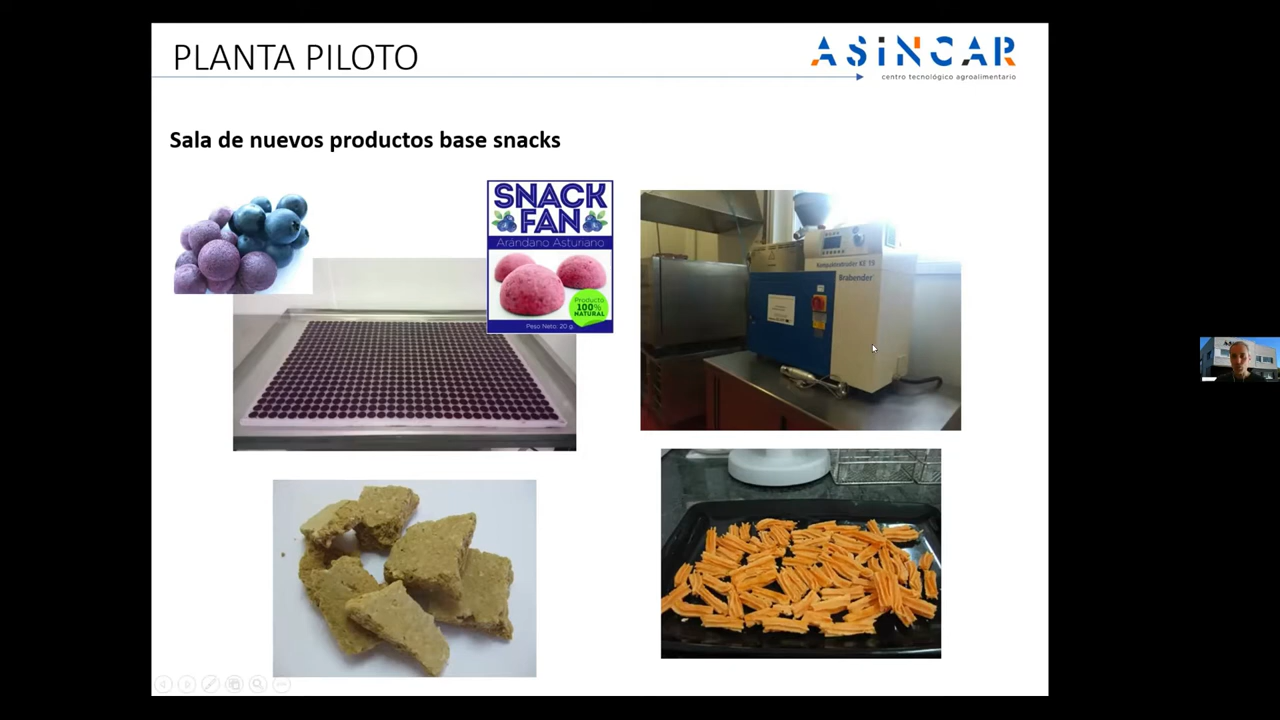 PLANTA PILOTO
ASiNCAR
centro tecnológico agroalimentario
Sala de nuevos productos base snacks
SNACK
FAN
Arándano Asturiano
Producto
100%
NATURAL
Peso Neto: 20 g
Brabender